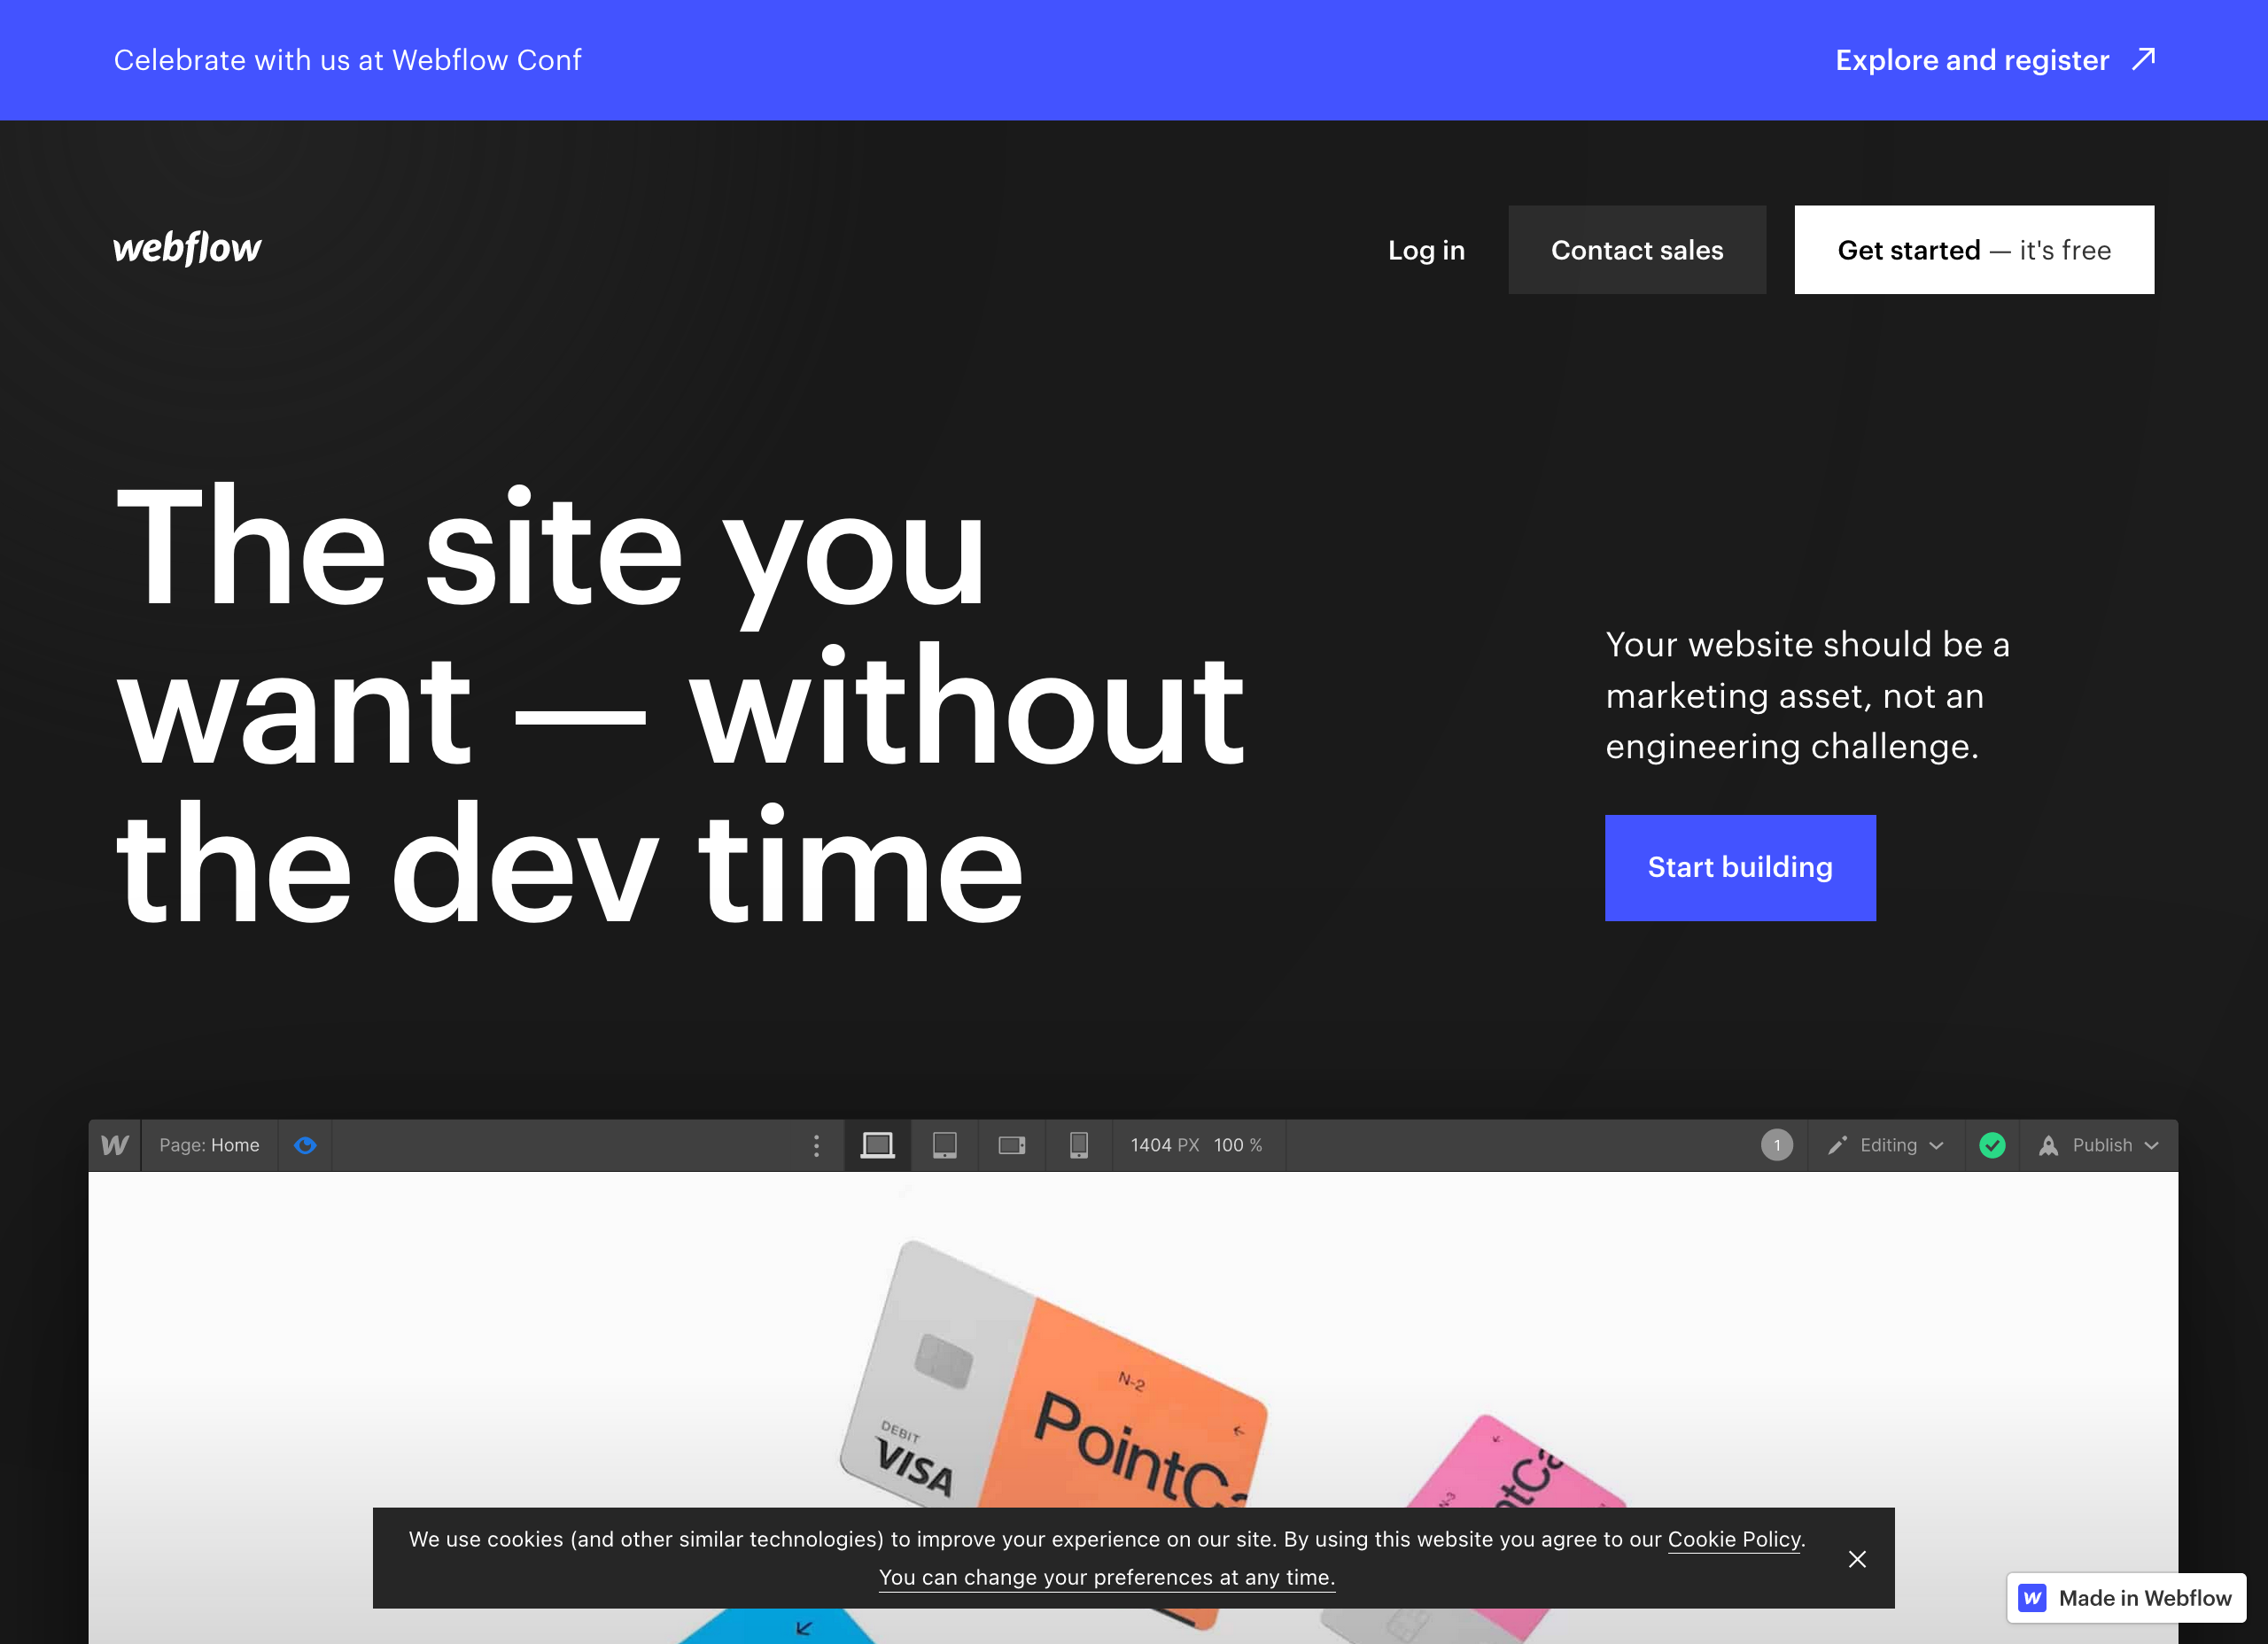 Celebrate with us at Webflow Conf
Explore and register
webflow
Log in
Contact sales
Get started — it's free
The site you
want — without
the dev time
Your website should be a
marketing asset, not an
engineering challenge.
Start building
W
Page: Home
1404 PX 100 %
1
Editing
Publish
N-2
PointCa
DEBIT
VISA
N-3
ntCa
We use cookies (and other similar technologies) to improve your experience on our site. By using this website you agree to our Cookie Policy.
You can change your preferences at any time.
W
Made in Webflow